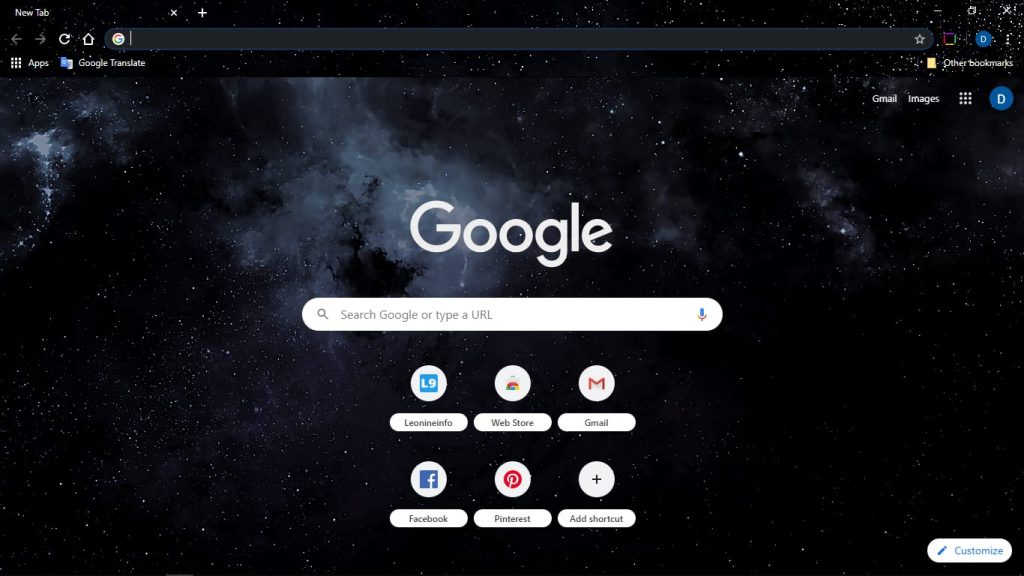 New Tab
Apps Google Translate Other bookmarks
D
Gmail Images D
Google
Search Google or type a URL
L9
Leonineinfo Web Store Gmail
Facebook Pinterest Add shortcut
Customize